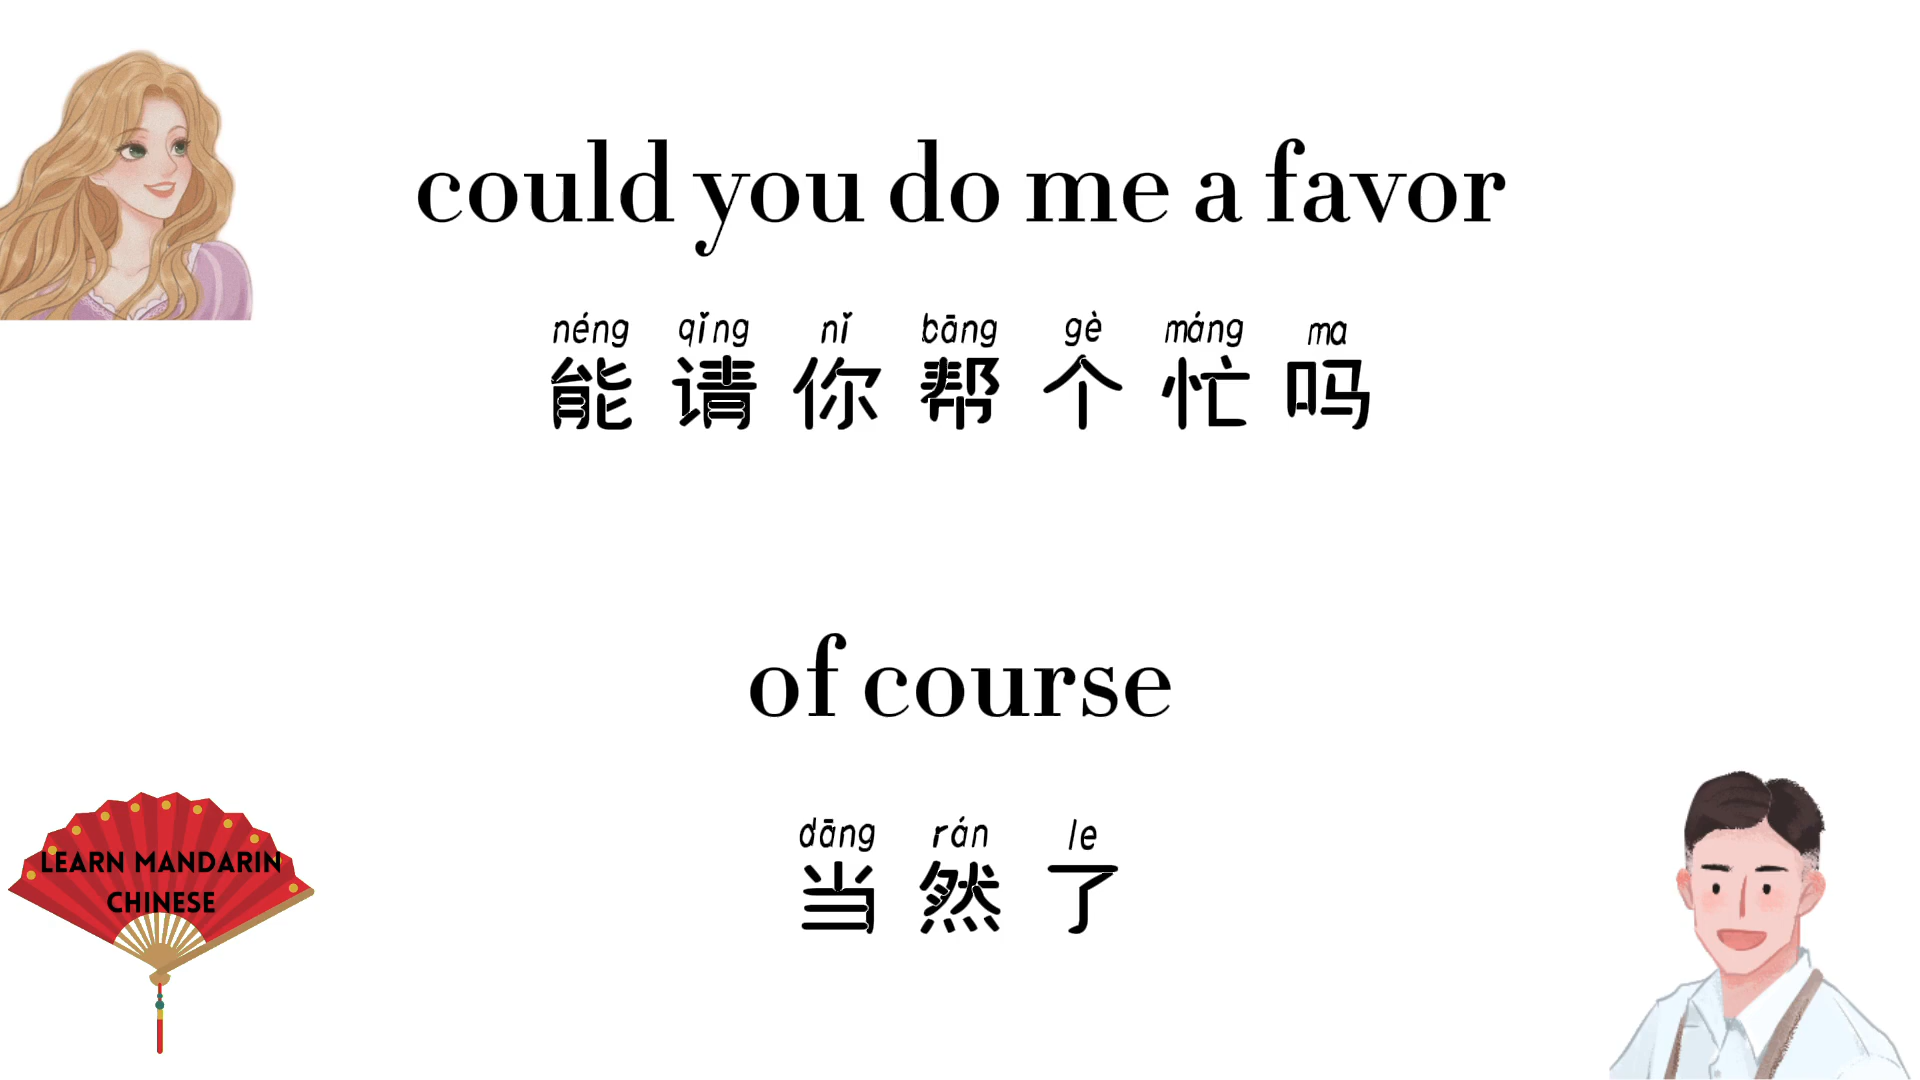 could you do me a favor
néng qǐng nǐ bāng gè máng ma
能请你帮个忙吗
of course
dāng rán le
当然了
LEARN MANDARIN
CHINESE